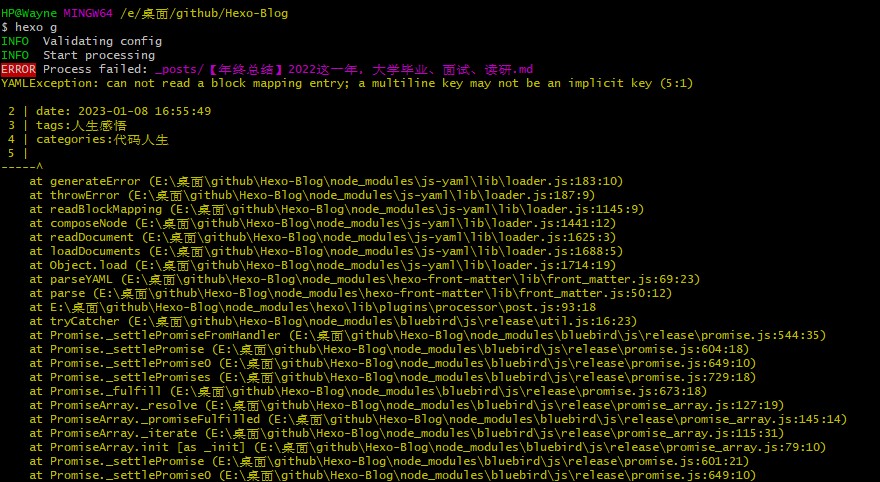 HP@Wayne MINGW64 /e/桌面/github/Hexo-Blog
$ hexo g
INFO  Validating config
INFO  Start processing
ERROR Process failed: _posts/【年终总结】2022这一年，大学毕业、面试、读研.md
YAMLException: can not read a block mapping entry; a multiline key may not be an implicit key (5:1)
 2 | date: 2023-01-08 16:55:49
 3 | tags:人生感悟
 4 | categories:代码人生
 5 |
-----^
    at generateError (E:\桌面\github\Hexo-Blog\node_modules\js-yaml\lib\loader.js:183:10)
    at throwError (E:\桌面\github\Hexo-Blog\node_modules\js-yaml\lib\loader.js:187:9)
    at readBlockMapping (E:\桌面\github\Hexo-Blog\node_modules\js-yaml\lib\loader.js:1145:9)
    at composeNode (E:\桌面\github\Hexo-Blog\node_modules\js-yaml\lib\loader.js:1441:12)
    at readDocument (E:\桌面\github\Hexo-Blog\node_modules\js-yaml\lib\loader.js:1625:3)
    at loadDocuments (E:\桌面\github\Hexo-Blog\node_modules\js-yaml\lib\loader.js:1688:5)
    at Object.load (E:\桌面\github\Hexo-Blog\node_modules\js-yaml\lib\loader.js:1714:19)
    at parseYAML (E:\桌面\github\Hexo-Blog\node_modules\hexo-front-matter\lib\front_matter.js:69:23)
    at parse (E:\桌面\github\Hexo-Blog\node_modules\hexo-front-matter\lib\front_matter.js:50:12)
    at E:\桌面\github\Hexo-Blog\node_modules\hexo\lib\plugins\processor\post.js:93:18
    at tryCatcher (E:\桌面\github\Hexo-Blog\node_modules\bluebird\js\release\util.js:16:23)
    at Promise._settlePromiseFromHandler (E:\桌面\github\Hexo-Blog\node_modules\bluebird\js\release\promise.js:544:35)
    at Promise._settlePromise (E:\桌面\github\Hexo-Blog\node_modules\bluebird\js\release\promise.js:604:18)
    at Promise._settlePromise0 (E:\桌面\github\Hexo-Blog\node_modules\bluebird\js\release\promise.js:649:10)
    at Promise._settlePromises (E:\桌面\github\Hexo-Blog\node_modules\bluebird\js\release\promise.js:729:18)
    at Promise._fulfill (E:\桌面\github\Hexo-Blog\node_modules\bluebird\js\release\promise.js:673:18)
    at PromiseArray._resolve (E:\桌面\github\Hexo-Blog\node_modules\bluebird\js\release\promise_array.js:127:19)
    at PromiseArray._promiseFulfilled (E:\桌面\github\Hexo-Blog\node_modules\bluebird\js\release\promise_array.js:145:14)
    at PromiseArray._iterate (E:\桌面\github\Hexo-Blog\node_modules\bluebird\js\release\promise_array.js:115:31)
    at PromiseArray.init [as _init] (E:\桌面\github\Hexo-Blog\node_modules\bluebird\js\release\promise_array.js:79:10)
    at Promise._settlePromise (E:\桌面\github\Hexo-Blog\node_modules\bluebird\js\release\promise.js:601:21)
    at Promise._settlePromise0 (E:\桌面\github\Hexo-Blog\node_modules\bluebird\js\release\promise.js:649:10)